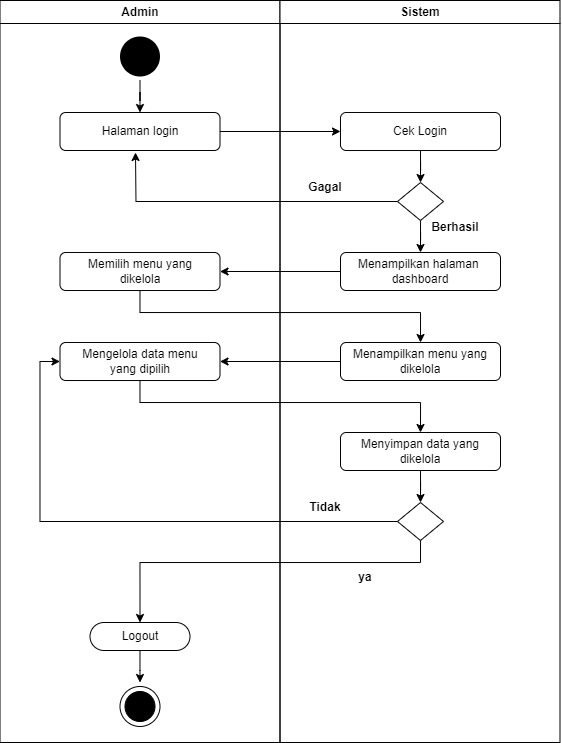 Admin
Sistem
Halaman login
Cek Login
Gagal
Berhasil
Memilih menu yang
dikelola
Menampilkan halaman
dashboard
Mengelola data menu
yang dipilih
Menampilkan menu yang
dikelola
Menyimpan data yang
dikelola
Tidak
ya
Logout